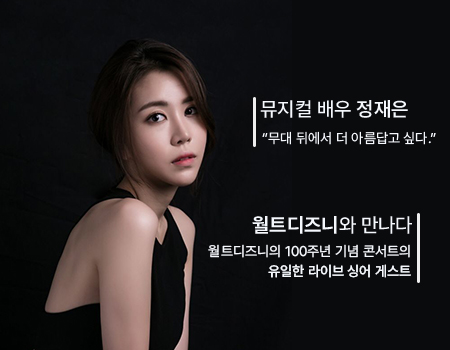 뮤지컬 배우 정재은
“무대 뒤에서 더 아름답고 싶다.”
월트디즈니와 만나다
월트디즈니의 100주년 기념 콘서트의
유일한 라이브 싱어 게스트